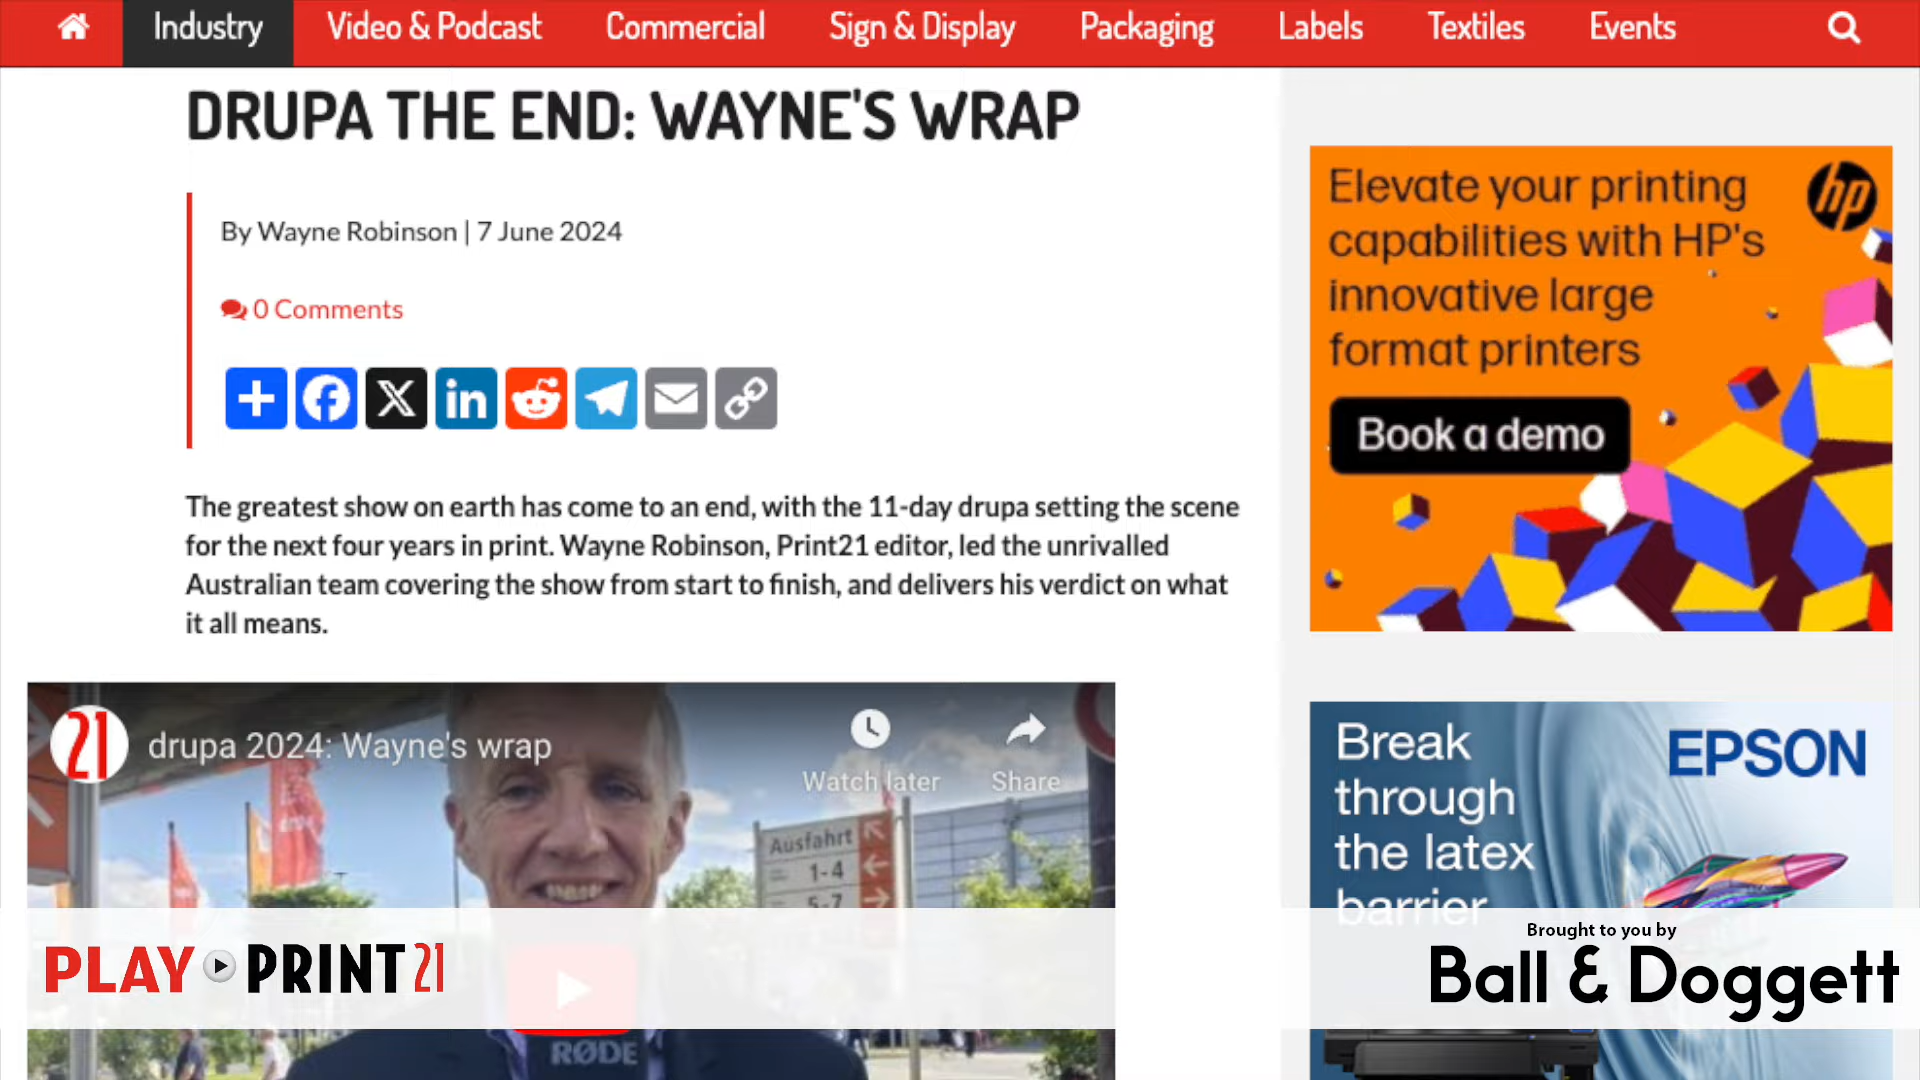 Industry
Video & Podcast
Commercial
Sign & Display
Packaging
Labels
Textiles
Events
DRUPA THE END: WAYNE'S WRAP
By Wayne Robinson | 7 June 2024
0 Comments
The greatest show on earth has come to an end, with the 11-day drupa setting the scene
for the next four years in print. Wayne Robinson, Print21 editor, led the unrivalled
Australian team covering the show from start to finish, and delivers his verdict on what
it all means.
21
drupa 2024: Wayne's wrap
Watch later
Share
Ausfahrt
1-4
5-7
RØDE
hp
Elevate your printing
capabilities with HP's
innovative large
format printers
Book a demo
EPSON
Break
through
the latex
barrier
PLAY PRINT21
Brought to you by
Ball & Doggett